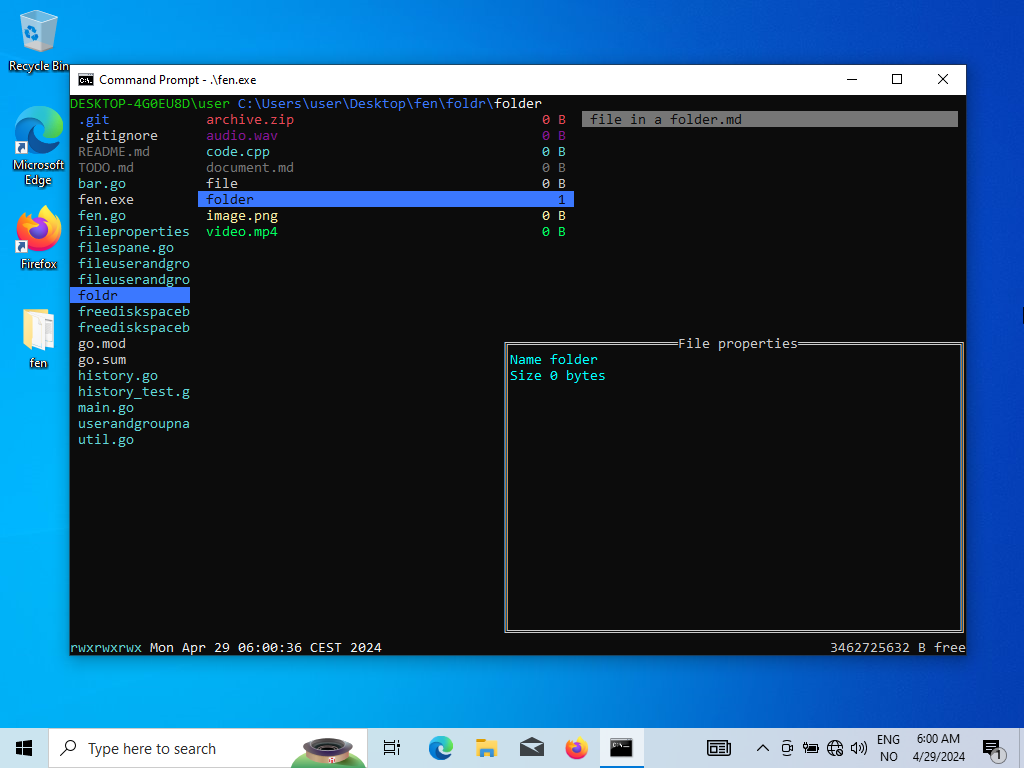 Recycle Bin
Microsoft Edge
Firefox
fen
Command Prompt - .\fen.exe
DESKTOP-4G0EU8D\user C:\Users\user\Desktop\fen\foldr\folder
.git
.gitignore
README.md
TODO.md
bar.go
fen.exe
fen.go
fileproperties
filespane.go
fileuserandgro
fileuserandgro
foldr
freediskspaceb
freediskspaceb
go.mod
go.sum
history.go
history_test.g
main.go
userandgroupna
util.go
archive.zip 0 B
audio.wav 0 B
code.cpp 0 B
document.md 0 B
file 0 B
folder 1
image.png 0 B
video.mp4 0 B
file in a folder.md
File properties
Name folder
Size 0 bytes
rwxrwxrwx Mon Apr 29 06:00:36 CEST 2024
3462725632 B free
Type here to search
ENG
NO
6:00 AM
4/29/2024
1